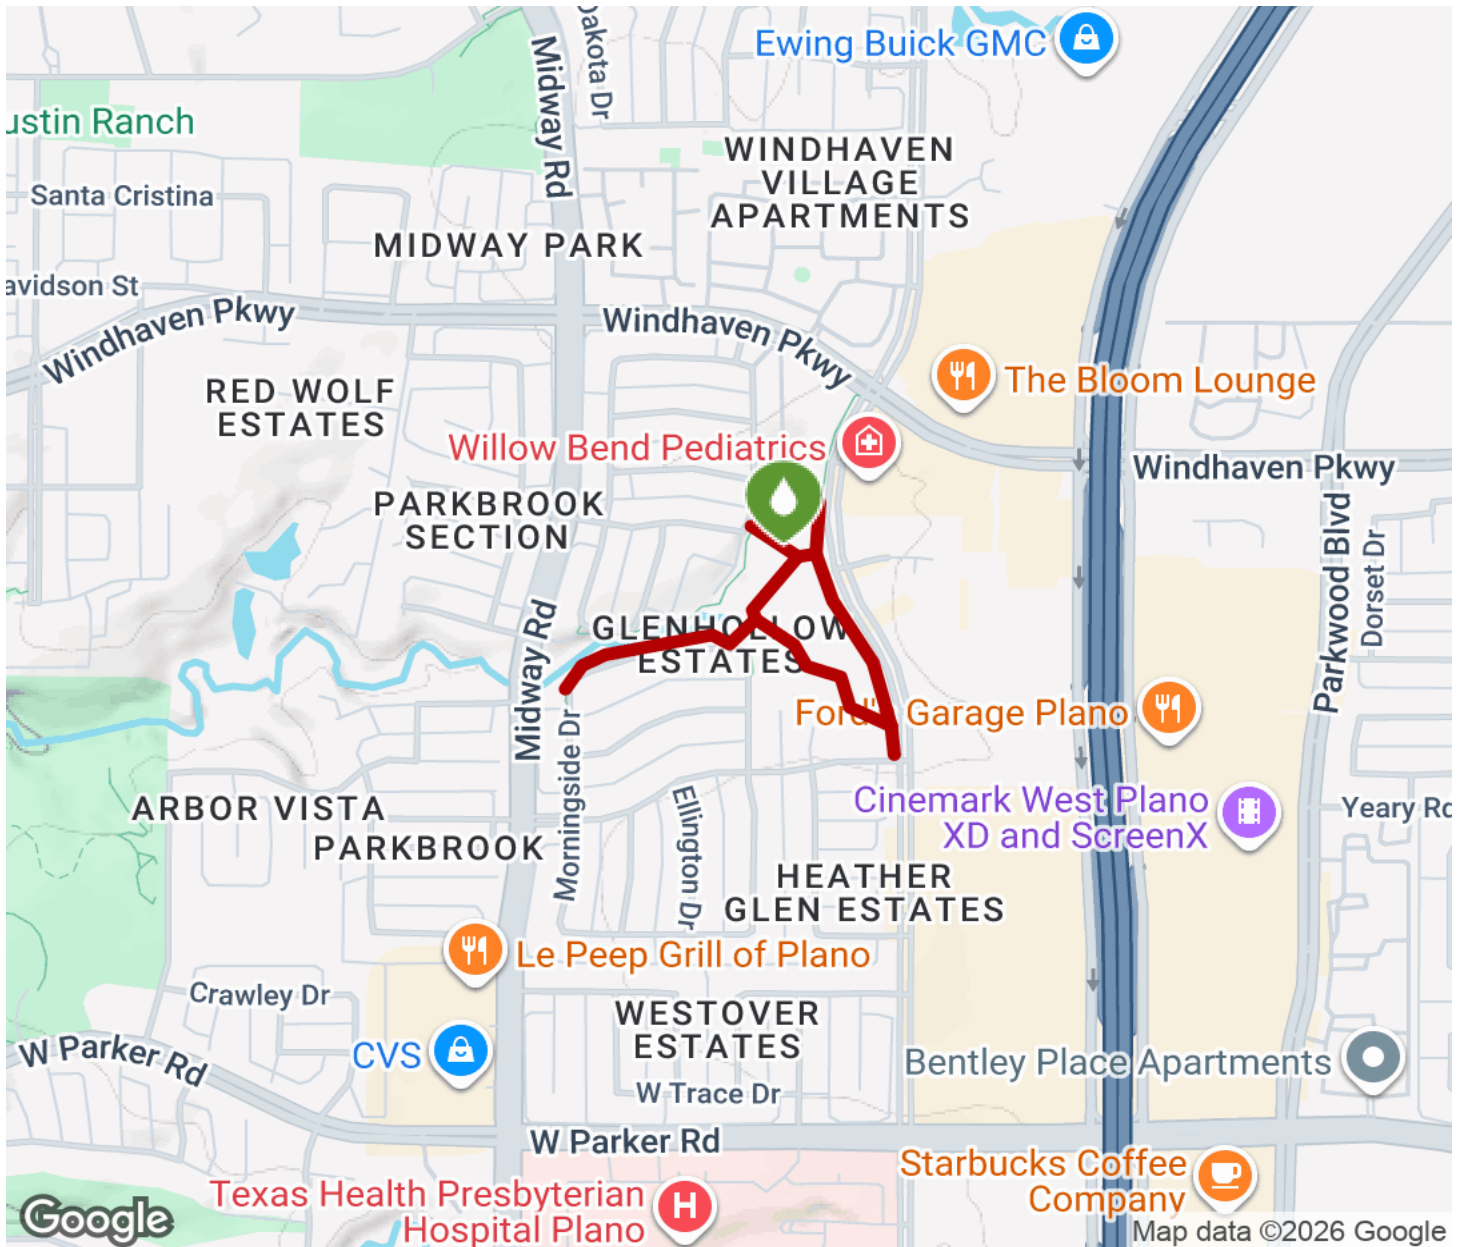 Dakota Dr
Ewing Buick GMC
Midway Rd
ustin Ranch
WINDHAVEN
VILLAGE
APARTMENTS
Santa Cristina
MIDWAY PARK
avidson St
Windhaven Pkwy
Windhaven Pkwy
The Bloom Lounge
RED WOLF
ESTATES
Willow Bend Pediatrics
Windhaven Pkwy
PARKBROOK
SECTION
Parkwood Blvd
Dorset Dr
GLENHOLLOW
ESTATES
Midway Rd
Ford's Garage Plano
Morningside Dr
Cinemark West Plano
XD and ScreenX
Yeary Rd
ARBOR VISTA
PARKBROOK
Ellington Dr
HEATHER
GLEN ESTATES
Le Peep Grill of Plano
Crawley Dr
WESTOVER
ESTATES
W Parker Rd
CVS
Bentley Place Apartments
W Trace Dr
W Parker Rd
Starbucks Coffee
Company
Texas Health Presbyterian
Hospital Plano
H
Google
Map data ©2026 Google